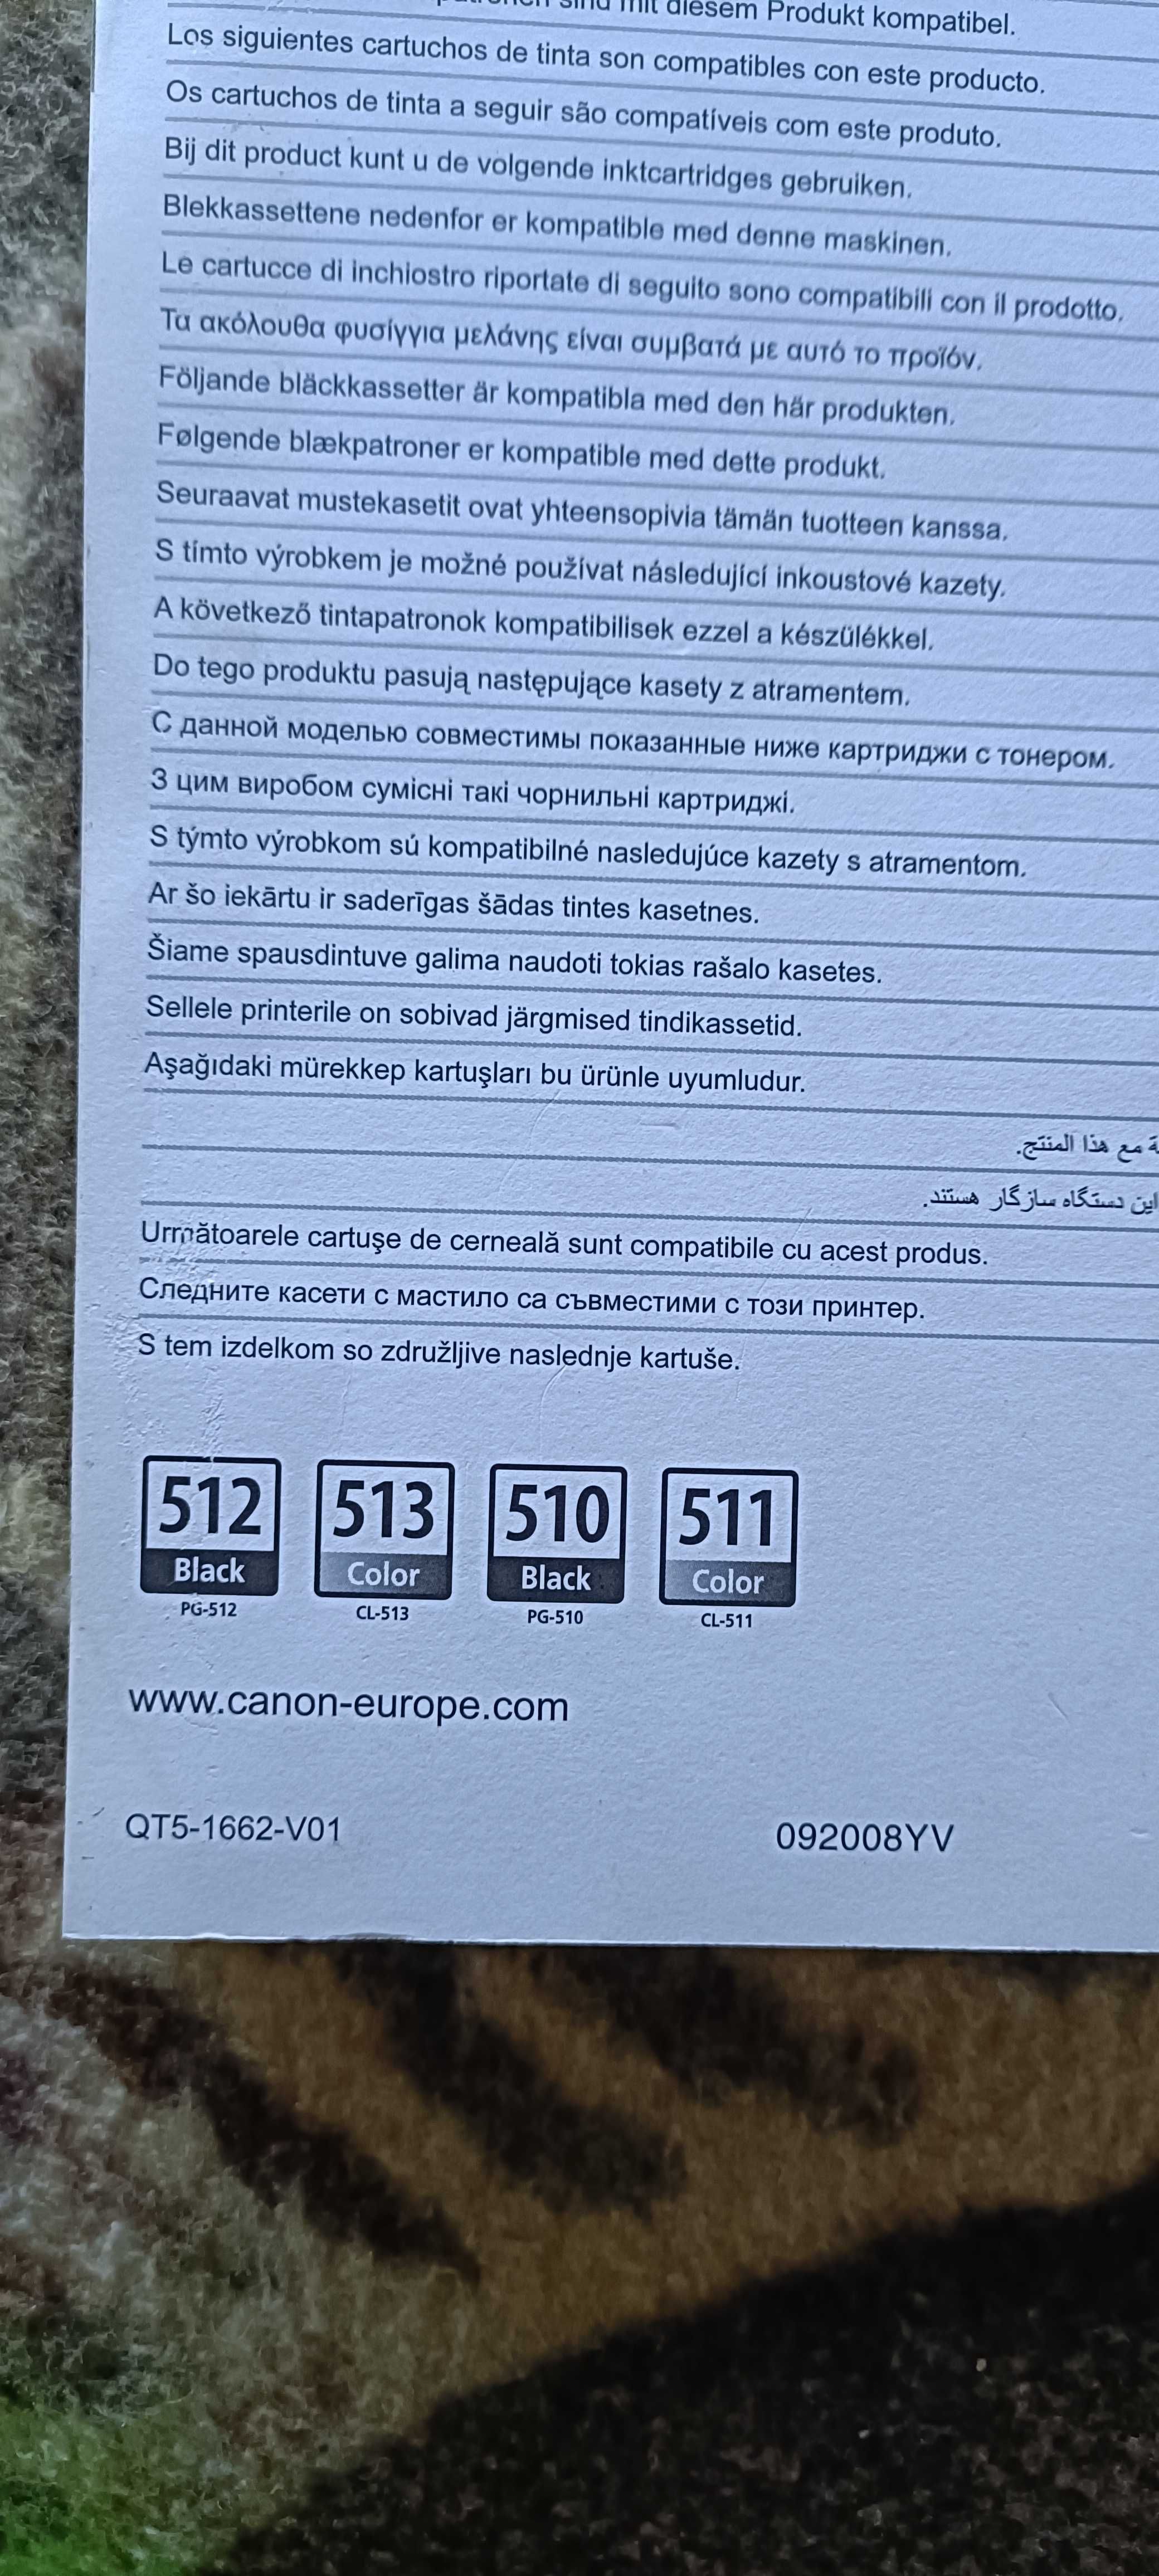 sind mit diesem Produkt kompatibel.
Los siguientes cartuchos de tinta son compatibles con este producto.
Os cartuchos de tinta a seguir são compatíveis com este produto.
Bij dit product kunt u de volgende inktcartridges gebruiken.
Blekkassettene nedenfor er kompatible med denne maskinen.
Le cartucce di inchiostro riportate di seguito sono compatibili con il prodotto.
Τα ακόλουθα φυσίγγια μελάνης είναι συμβατά με αυτό το προϊόν.
Följande bläckkassetter är kompatibla med den här produkten.
Følgende blækpatroner er kompatible med dette produkt.
Seuraavat mustekasetit ovat yhteensopivia tämän tuotteen kanssa.
S tímto výrobkem je možné používat následující inkoustové kazety.
A következő tintapatronok kompatibilisek ezzel a készülékkel.
Do tego produktu pasują następujące kasety z atramentem.
С данной моделью совместимы показанные ниже картриджи с тонером.
З цим виробом сумісні такі чорнильні картриджі.
S týmto výrobkom sú kompatibilné nasledujúce kazety s atramentom.
Ar šo iekārtu ir saderīgas šādas tintes kasetnes.
Šiame spausdintuve galima naudoti tokias rašalo kasetes.
Sellele printerile on sobivad järgmised tindikassetid.
Aşağıdaki mürekkep kartuşları bu ürünle uyumludur.
مع هذا المنتج.
این دستگاه سازگار هستند.
Următoarele cartuşe de cerneală sunt compatibile cu acest produs.
Следните касети с мастило са съвместими с този принтер.
S tem izdelkom so združljive naslednje kartuše.
512 513 510 511
Black Color Black Color
PG-512 CL-513 PG-510 CL-511
www.canon-europe.com
QT5-1662-V01 092008YV